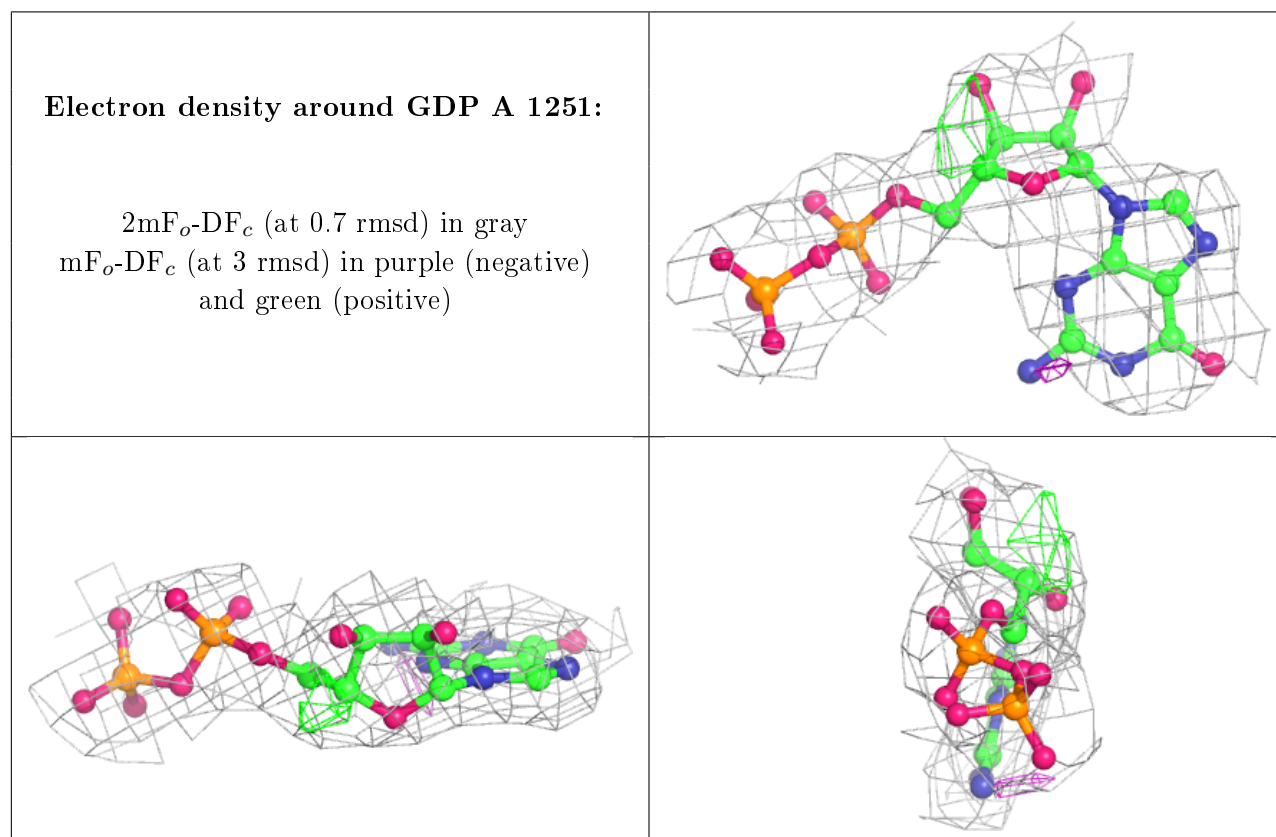 Electron density around GDP A 1251:
2mFₒ-DF𝑐 (at 0.7 rmsd) in gray
mFₒ-DF𝑐 (at 3 rmsd) in purple (negative)
and green (positive)